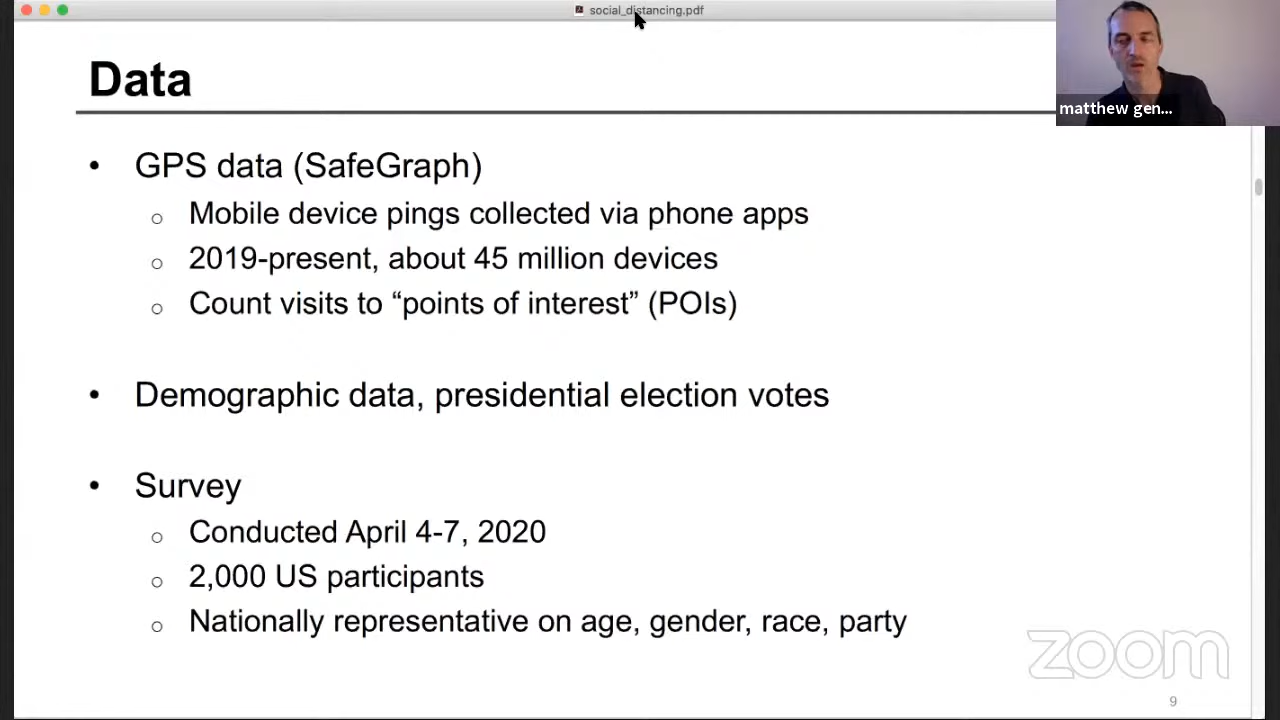 social_distancing.pdf
Data
matthew gen...
• GPS data (SafeGraph)
○ Mobile device pings collected via phone apps
○ 2019-present, about 45 million devices
○ Count visits to “points of interest” (POIs)
• Demographic data, presidential election votes
• Survey
○ Conducted April 4-7, 2020
○ 2,000 US participants
○ Nationally representative on age, gender, race, party
zoom
9